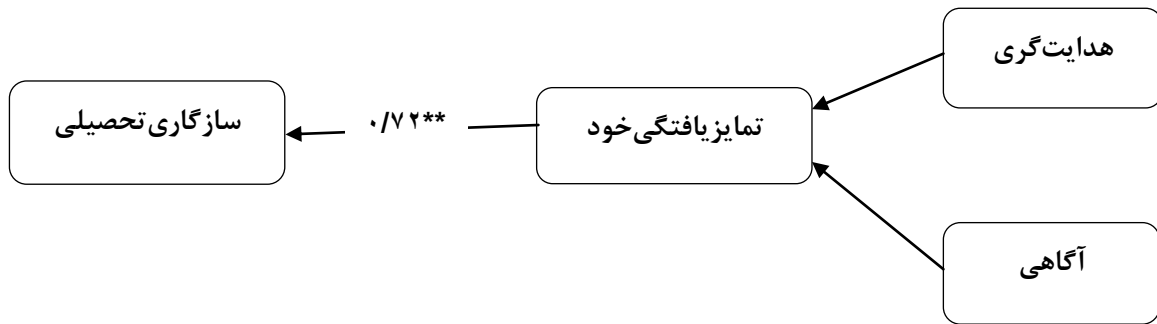 هدایت‌گری
تمایزیافتگی‌خود
۰/۷۲**
سازگاری‌تحصیلی
آگاهی